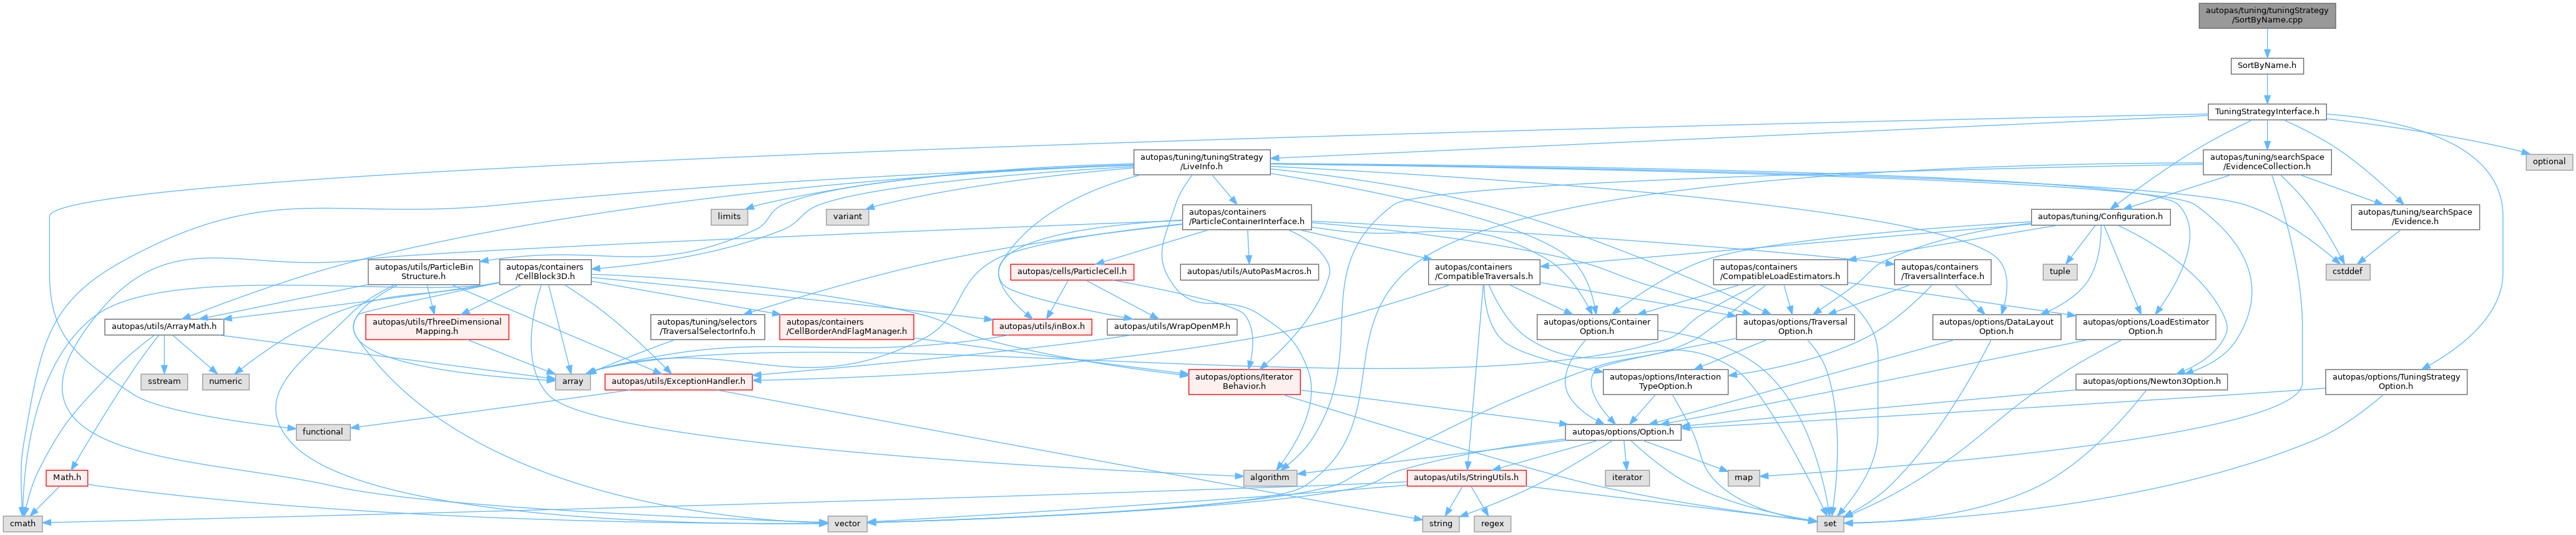 autopas/tuning/tuningStrategy
/SortByName.cpp
SortByName.h
TuningStrategyInterface.h
autopas/tuning/tuningStrategy
/LiveInfo.h
autopas/tuning/searchSpace
/EvidenceCollection.h
optional
limits
variant
autopas/containers
/ParticleContainerInterface.h
autopas/tuning/Configuration.h
autopas/tuning/searchSpace
/Evidence.h
autopas/utils/ParticleBin
Structure.h
autopas/containers
/CellBlock3D.h
autopas/cells/ParticleCell.h
autopas/utils/AutoPasMacros.h
autopas/containers
/CompatibleTraversals.h
autopas/containers
/CompatibleLoadEstimators.h
autopas/containers
/TraversalInterface.h
tuple
cstddef
autopas/utils/ArrayMath.h
autopas/utils/ThreeDimensional
Mapping.h
autopas/tuning/selectors
/TraversalSelectorInfo.h
autopas/containers
/CellBorderAndFlagManager.h
autopas/utils/inBox.h
autopas/utils/WrapOpenMP.h
autopas/options/Container
Option.h
autopas/options/Traversal
Option.h
autopas/options/DataLayout
Option.h
autopas/options/LoadEstimator
Option.h
sstream
numeric
array
autopas/utils/ExceptionHandler.h
autopas/options/Iterator
Behavior.h
autopas/options/Interaction
TypeOption.h
autopas/options/Newton3Option.h
autopas/options/TuningStrategy
Option.h
functional
autopas/options/Option.h
Math.h
algorithm
autopas/utils/StringUtils.h
iterator
map
cmath
vector
string
regex
set